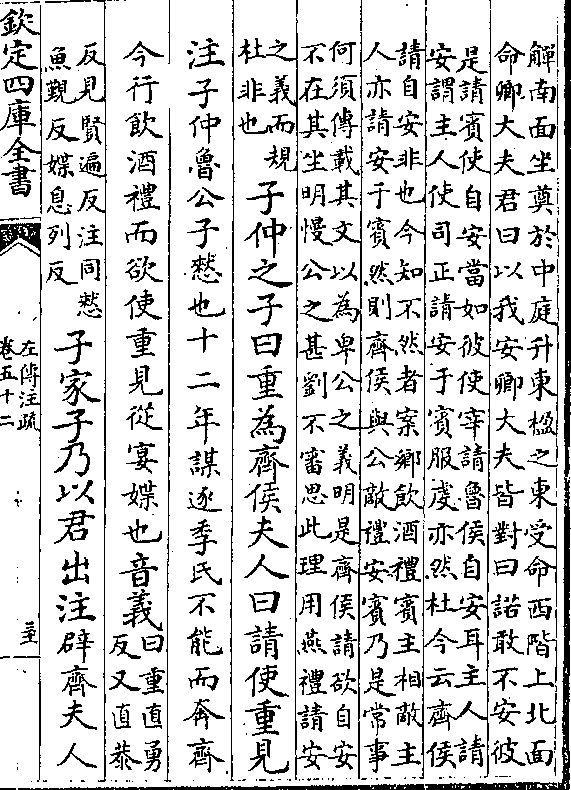 觶南面坐奠於中庭升東楹之東受命西階上北面
命卿大夫君曰以我安卿大夫皆對曰諾敢不安彼
是請賓使自安當如彼使宰請魯侯自安耳主人請
安謂主人使司正請安于賓服虔亦然杜今云齊侯
請自安非也今知不然者案鄉飲酒禮賓主相敵主
人亦請安于賓然則齊侯與公敵禮安賓乃是常事
何須傳載其文以為卑公之義明是齊侯請欲自安
不在其坐明慢公之甚劉不審思此理用燕禮請安
之義而規
杜非也
子仲之子曰重為齊侯夫人曰請使重見
注子仲魯公子憖也十二年謀逐季氏不能而奔齊
今行飲酒禮而欲使重見從宴媟也音義
曰重直勇
反又直恭
反見賢遍反注同憖
魚覲反媟息列反
子家子乃以君出注辟齊夫人
欽定四庫全書
左傳注疏
卷五十二